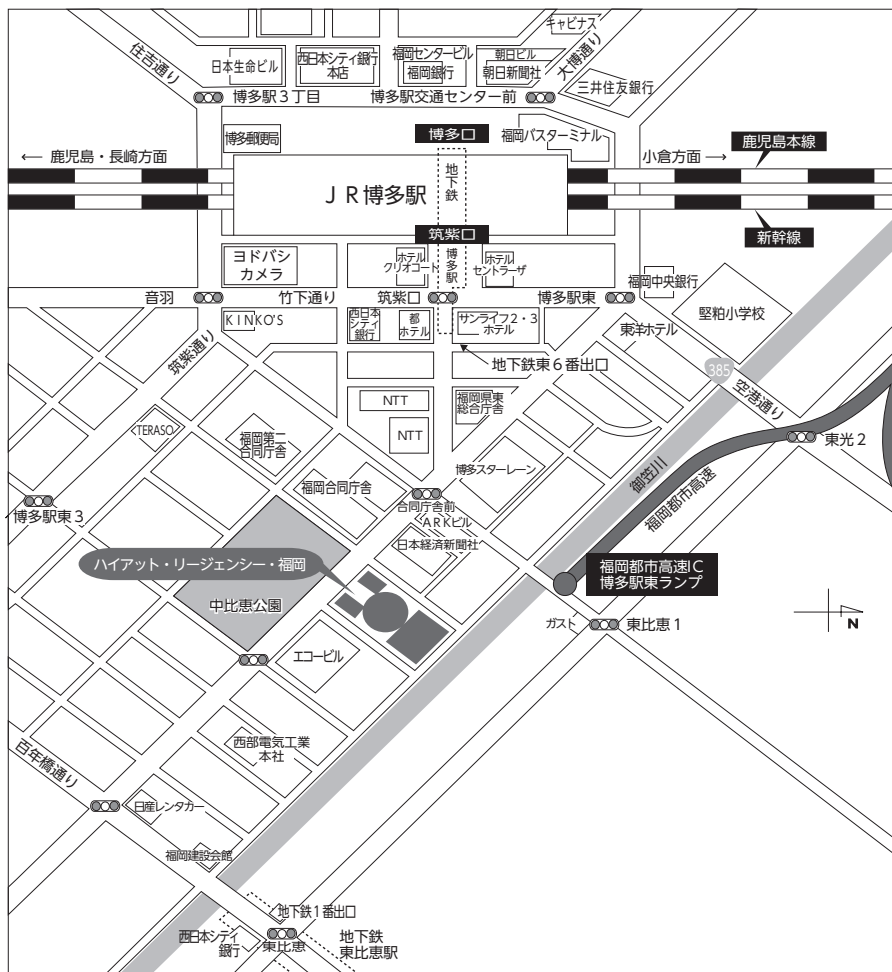 キャビナス
住吉通り
日本生命ビル
西日本シティ銀行
本店
福岡センタービル
福岡銀行
朝日ビル
朝日新聞社
大博通り
三井住友銀行
博多駅3丁目
博多駅交通センター前
博多郵便局
博多口
福岡バスターミナル
← 鹿児島・長崎方面
小倉方面 →
鹿児島本線
JR博多駅
地下鉄
博多駅
筑紫口
新幹線
ヨドバシ
カメラ
ホテル
クリオコート
ホテル
セントラーザ
福岡中央銀行
音羽
竹下通り
筑紫口
博多駅東
堅粕小学校
KINKO'S
西日本
シティ
銀行
都
ホテル
サンライフ2・3
ホテル
東洋ホテル
筑紫通り
地下鉄東6番出口
385
空港通り
NTT
NTT
福岡県東
総合庁舎
TERASO
福岡第二
合同庁舎
東光2
博多スターレーン
御笠川
福岡都市高速
福岡合同庁舎
博多駅東3
合同庁舎前
ARKビル
日本経済新聞社
ハイアット・リージェンシー・福岡
福岡都市高速IC
博多駅東ランプ
中比恵公園
ガスト
東比恵1
N
エコービル
西部電気工業
本社
百年橋通り
日産レンタカー
福岡建設会館
地下鉄1番出口
西日本シティ
銀行
東比恵
地下鉄
東比恵駅